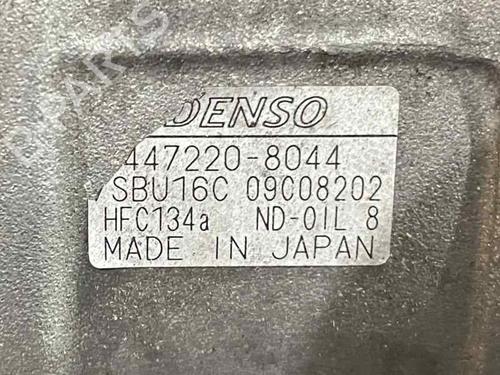 DENSO
447220-8044
SBU16C 09C08202
HFC134a ND-OIL 8
MADE IN JAPAN